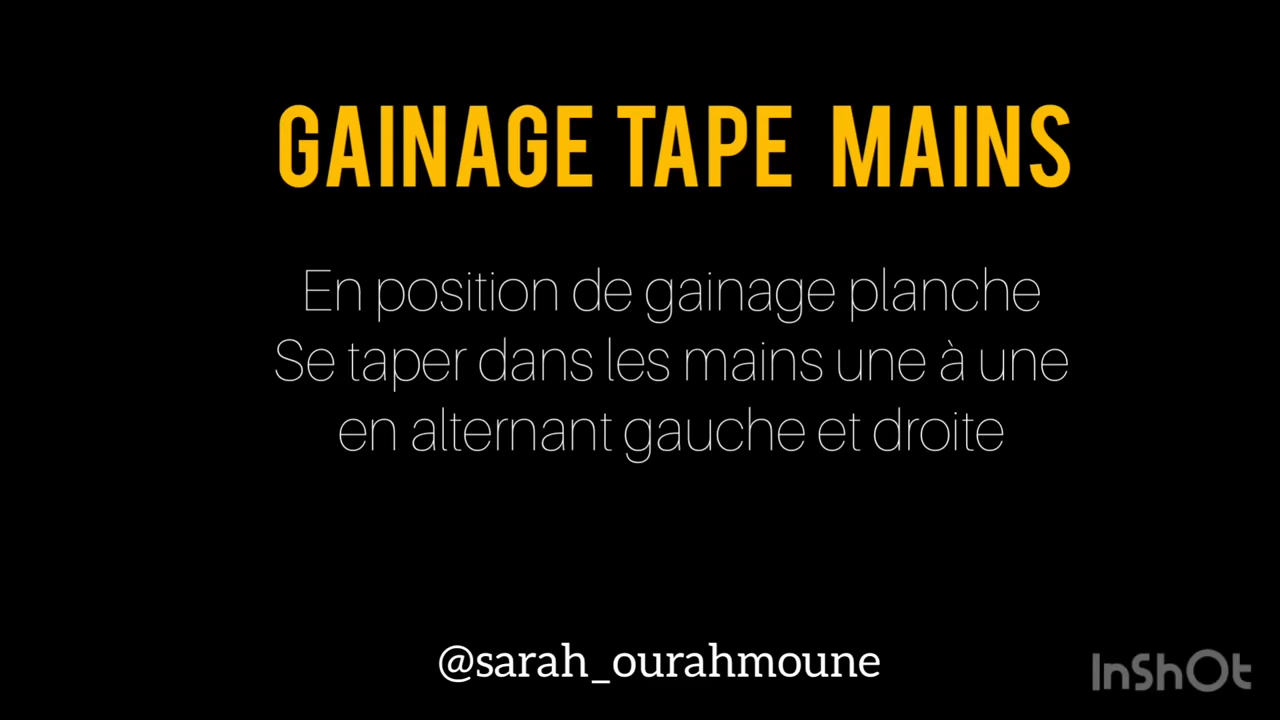 GAINAGE TAPE MAINS
En position de gainage planche
Se taper dans les mains une à une
en alternant gauche et droite
@sarah_ourahmoune
InShOt